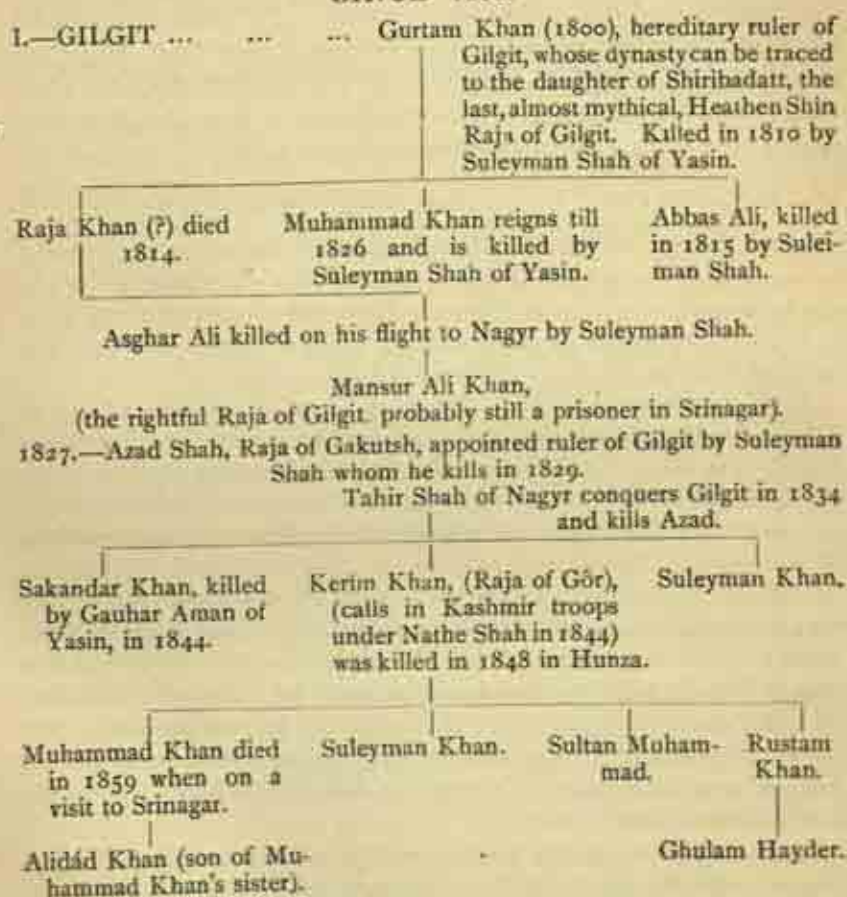 I.—GILGIT ... ... ... Gurtam Khan (1800), hereditary ruler of
Gilgit, whose dynasty can be traced
to the daughter of Shiribadatt, the
last, almost mythical, Heathen Shin
Raja of Gilgit. Killed in 1810 by
Suleyman Shah of Yasin.
Raja Khan (?) died
1814.
Muhammad Khan reigns till
1826 and is killed by
Suleyman Shah of Yasin.
Abbas Ali, killed
in 1815 by Sulei-
man Shah.
Asghar Ali killed on his flight to Nagyr by Suleyman Shah.
Mansur Ali Khan,
(the rightful Raja of Gilgit probably still a prisoner in Srinagar).
1827.—Azad Shah, Raja of Gakutsh, appointed ruler of Gilgit by Suleyman
Shah whom he kills in 1829.
Tahir Shah of Nagyr conquers Gilgit in 1834
and kills Azad.
Sakandar Khan, killed
by Gauhar Aman of
Yasin, in 1844.
Kerim Khan, (Raja of Gôr),
(calls in Kashmir troops
under Nathe Shah in 1844)
was killed in 1848 in Hunza.
Suleyman Khan.
Muhammad Khan died
in 1859 when on a
visit to Srinagar.
Suleyman Khan.
Sultan Muham-
mad.
Rustam
Khan.
Alidád Khan (son of Mu-
hammad Khan's sister).
Ghulam Hayder.